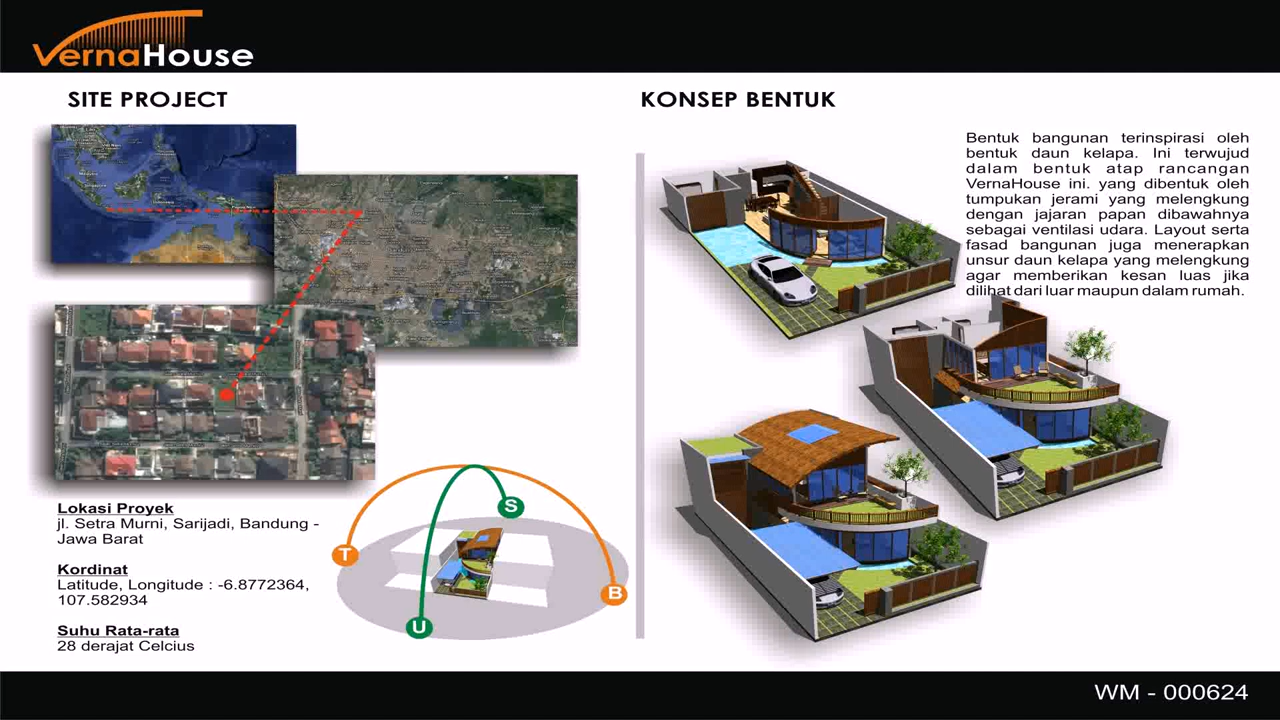 VernaHouse
SITE PROJECT
Lokasi Proyek
jl. Setra Murni, Sarijadi, Bandung -
Jawa Barat
Kordinat
Latitude, Longitude : -6.8772364,
107.582934
Suhu Rata-rata
28 derajat Celcius
T
S
U
B
KONSEP BENTUK
Bentuk bangunan terinspirasi oleh
bentuk daun kelapa. Ini terwujud
dalam bentuk atap rancangan
VernaHouse ini. yang dibentuk oleh
tumpukan jerami yang melengkung
dengan jajaran papan dibawahnya
sebagai ventilasi udara. Layout serta
fasad bangunan juga menerapkan
unsur daun kelapa yang melengkung
agar memberikan kesan luas jika
dilihat dari luar maupun dalam rumah.
WM - 000624